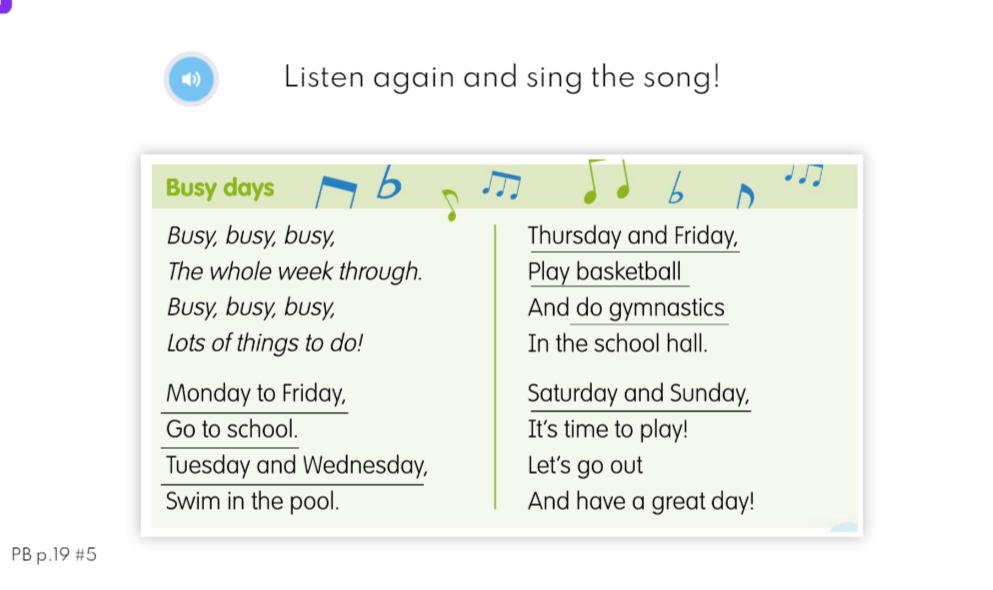 Listen again and sing the song!
Busy days
Busy, busy, busy,
The whole week through.
Busy, busy, busy,
Lots of things to do!
Monday to Friday,
Go to school.
Tuesday and Wednesday,
Swim in the pool.
Thursday and Friday,
Play basketball
And do gymnastics
In the school hall.
Saturday and Sunday,
It's time to play!
Let's go out
And have a great day!
PB p.19 #5